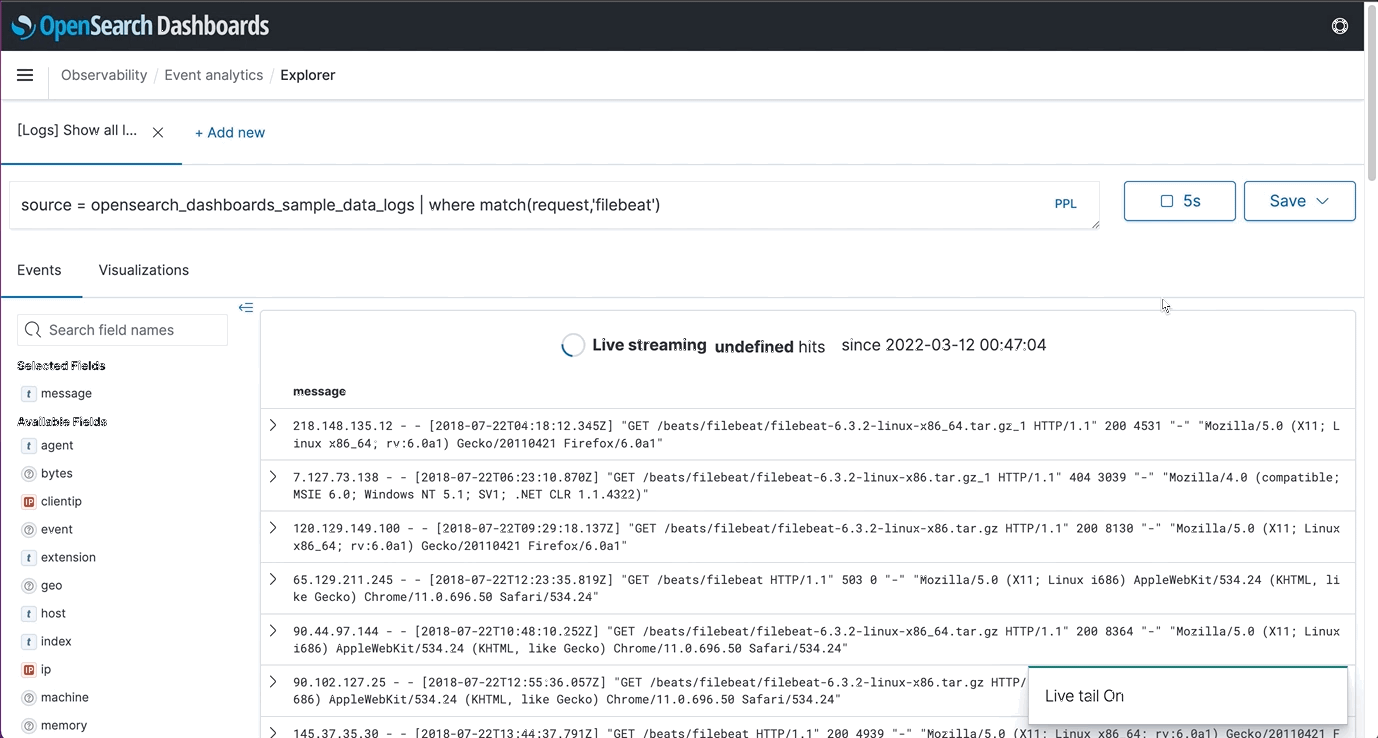 OpenSearch Dashboards
Observability / Event analytics / Explorer
[Logs] Show all l...
+ Add new
source = opensearch_dashboards_sample_data_logs | where match(request,'filebeat')
PPL
5s
Save
Events
Visualizations
Search field names
Selected Fields
t message
Available Fields
t agent
? bytes
IP clientip
? event
t extension
? geo
t host
t index
IP ip
? machine
? memory
Live streaming undefined hits since 2022-03-12 00:47:04
message
218.148.135.12 - - [2018-07-22T04:18:12.345Z] "GET /beats/filebeat/filebeat-6.3.2-linux-x86_64.tar.gz_1 HTTP/1.1" 200 4531 "-" "Mozilla/5.0 (X11; L
inux x86_64; rv:6.0a1) Gecko/20110421 Firefox/6.0a1"
7.127.73.138 - - [2018-07-22T06:23:10.870Z] "GET /beats/filebeat/filebeat-6.3.2-linux-x86.tar.gz_1 HTTP/1.1" 404 3039 "-" "Mozilla/4.0 (compatible;
MSIE 6.0; Windows NT 5.1; SV1; .NET CLR 1.1.4322)"
120.129.149.100 - - [2018-07-22T09:29:18.137Z] "GET /beats/filebeat/filebeat-6.3.2-linux-x86.tar.gz HTTP/1.1" 200 8130 "-" "Mozilla/5.0 (X11; Linux
x86_64; rv:6.0a1) Gecko/20110421 Firefox/6.0a1"
65.129.211.245 - - [2018-07-22T12:23:35.819Z] "GET /beats/filebeat HTTP/1.1" 503 0 "-" "Mozilla/5.0 (X11; Linux i686) AppleWebKit/534.24 (KHTML, li
ke Gecko) Chrome/11.0.696.50 Safari/534.24"
90.44.97.144 - - [2018-07-22T10:48:10.252Z] "GET /beats/filebeat/filebeat-6.3.2-linux-x86_64.tar.gz HTTP/1.1" 200 8364 "-" "Mozilla/5.0 (X11; Linux
i686) AppleWebKit/534.24 (KHTML, like Gecko) Chrome/11.0.696.50 Safari/534.24"
90.102.127.25 - - [2018-07-22T12:55:36.057Z] "GET /beats/filebeat/filebeat-6.3.2-linux-x86_64.tar.gz HTTP/
686) AppleWebKit/534.24 (KHTML, like Gecko) Chrome/11.0.696.50 Safari/534.24"
145.37.35.30 - - [2018-07-22T13:44:37.791Z] "GET /beats/filebeat HTTP/1.1" 200 4939 "-" "Mozilla/5.0 (X11; Linux x86_64; rv:6.0a1) Gecko/20110421 F
Live tail On